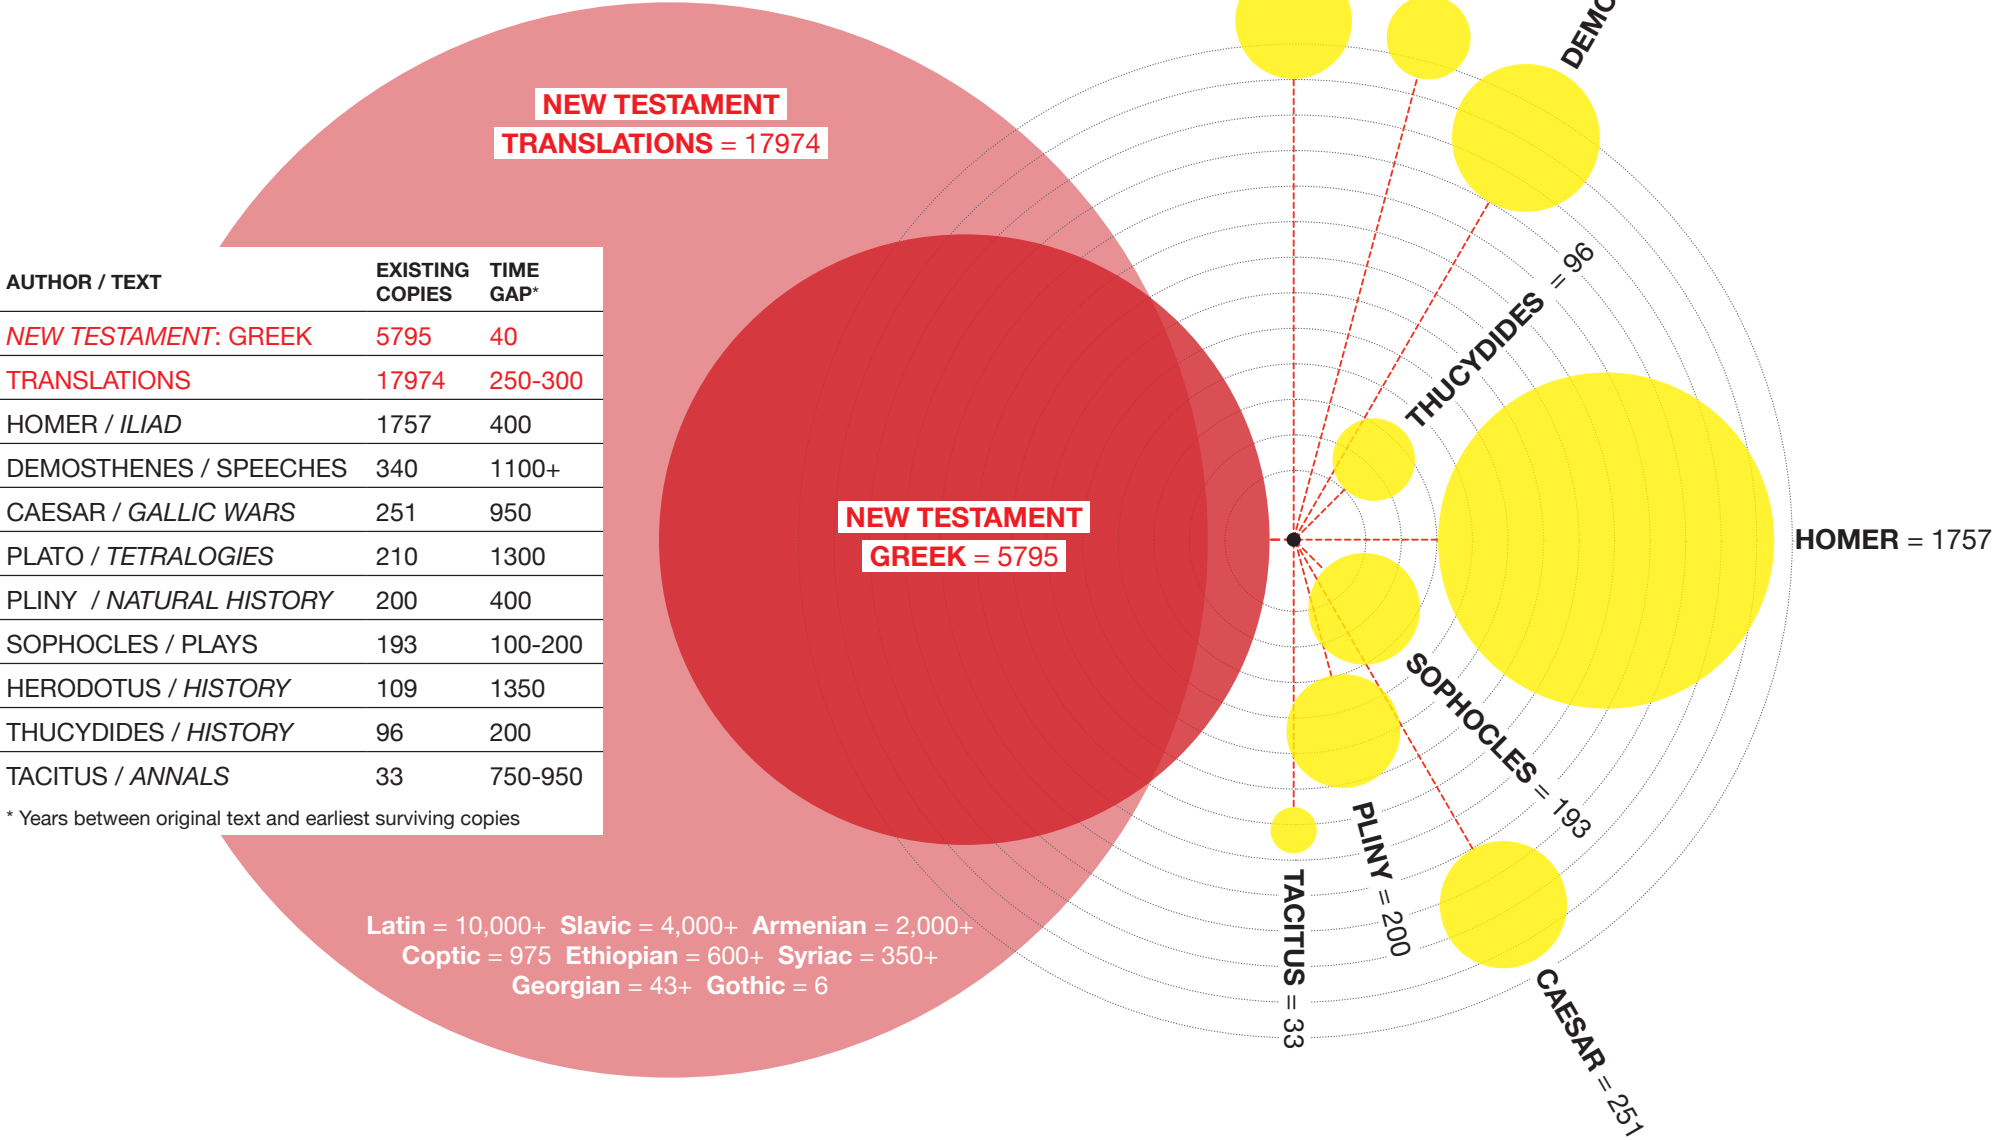 NEW TESTAMENT
TRANSLATIONS = 17974
AUTHOR / TEXT EXISTING COPIES TIME GAP*
NEW TESTAMENT: GREEK 5795 40
TRANSLATIONS 17974 250-300
HOMER / ILIAD 1757 400
DEMOSTHENES / SPEECHES 340 1100+
CAESAR / GALLIC WARS 251 950
PLATO / TETRALOGIES 210 1300
PLINY / NATURAL HISTORY 200 400
SOPHOCLES / PLAYS 193 100-200
HERODOTUS / HISTORY 109 1350
THUCYDIDES / HISTORY 96 200
TACITUS / ANNALS 33 750-950
* Years between original text and earliest surviving copies
NEW TESTAMENT
GREEK = 5795
Latin = 10,000+ Slavic = 4,000+ Armenian = 2,000+
Coptic = 975 Ethiopian = 600+ Syriac = 350+
Georgian = 43+ Gothic = 6
DEMO
THUCYDIDES = 96
HOMER = 1757
SOPHOCLES = 193
PLINY = 200
TACITUS = 33
CAESAR = 251